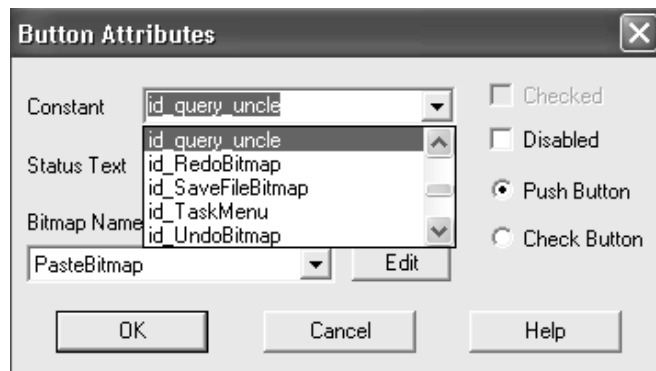 Button Attributes
Constant id_query_uncle Checked
id_query_uncle Disabled
Status Text id_RedoBitmap
id_SaveFileBitmap Push Button
id_TaskMenu
Bitmap Name id_UndoBitmap Check Button
PasteBitmap Edit
OK Cancel Help